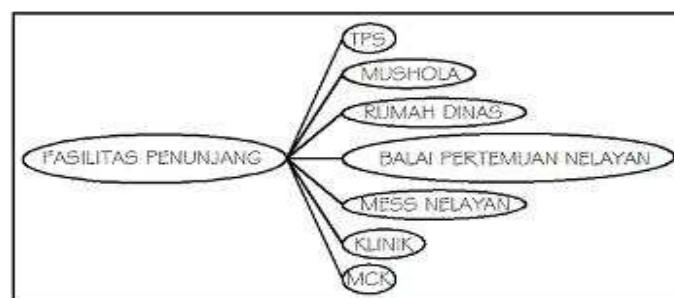 TPS
MUSHOLA
RUMAH DINAS
FASILITAS PENUNJANG
BALAI PERTEMUAN NELAYAN
MESS NELAYAN
KLINIK
MCK